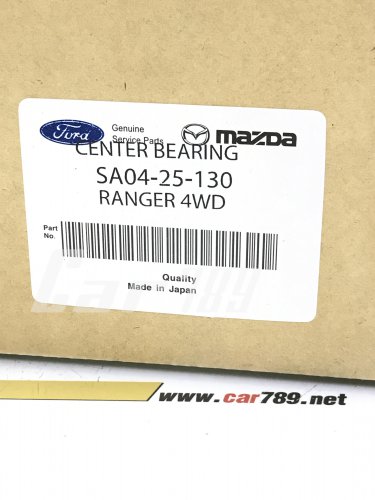 Ford
Genuine
Service Parts
mazda
CENTER BEARING
SA04-25-130
RANGER 4WD
Part
No.
Quality
Made in Japan
Car789
www.car789.net